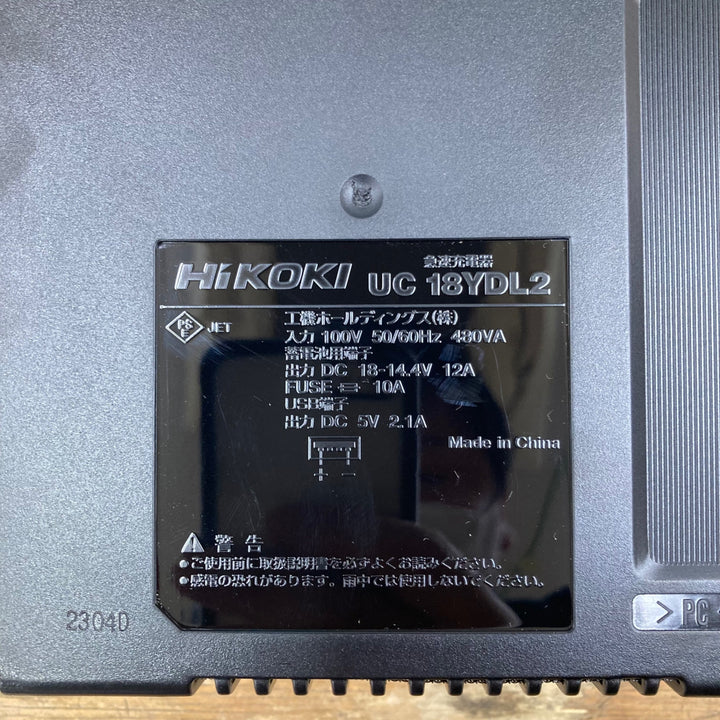 急速充電器
HiKOKI UC 18YDL2
PS E JET
工機ホールディングス(株)
入力 100V 50/60Hz 480VA
蓄電池用端子
出力 DC 18-14.4V 12A
FUSE 10A
USB端子
出力 DC 5V 2.1A
+ -
Made in China
警告
•ご使用前に取扱説明書を必ずよくお読みください。
•感電の恐れがあります。雨中では使用しないでください。
2304D
>PC